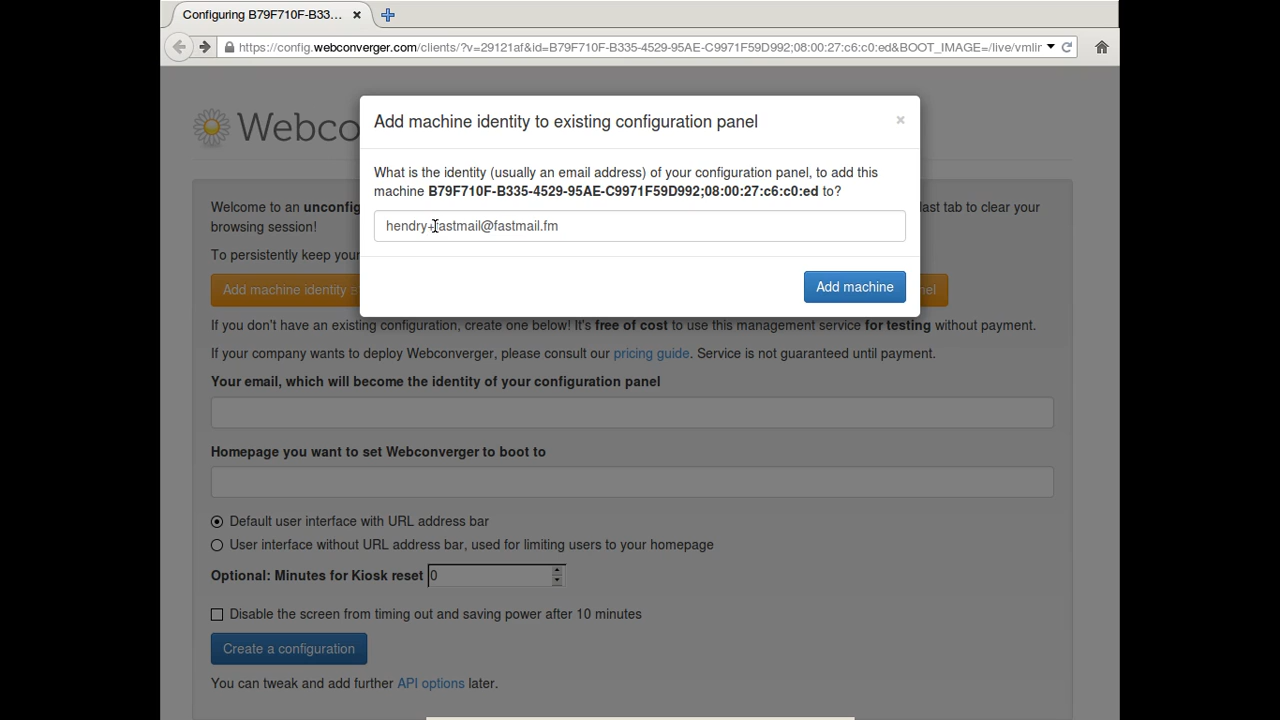 Configuring B79F710F-B33...
https://config.webconverger.com/clients/?v=29121af&id=B79F710F-B335-4529-95AE-C9971F59D992;08:00:27:c6:c0:ed&BOOT_IMAGE=/live/vmlir
Webco
Add machine identity to existing configuration panel
×
What is the identity (usually an email address) of your configuration panel, to add this
machine B79F710F-B335-4529-95AE-C9971F59D992;08:00:27:c6:c0:ed to?
hendry+fastmail@fastmail.fm
Add machine
Welcome to an unconfig last tab to clear your
browsing session!
To persistently keep your
Add machine identity
If you don't have an existing configuration, create one below! It's free of cost to use this management service for testing without payment.
If your company wants to deploy Webconverger, please consult our pricing guide. Service is not guaranteed until payment.
Your email, which will become the identity of your configuration panel
Homepage you want to set Webconverger to boot to
Default user interface with URL address bar
User interface without URL address bar, used for limiting users to your homepage
Optional: Minutes for Kiosk reset 0
Disable the screen from timing out and saving power after 10 minutes
Create a configuration
You can tweak and add further API options later.